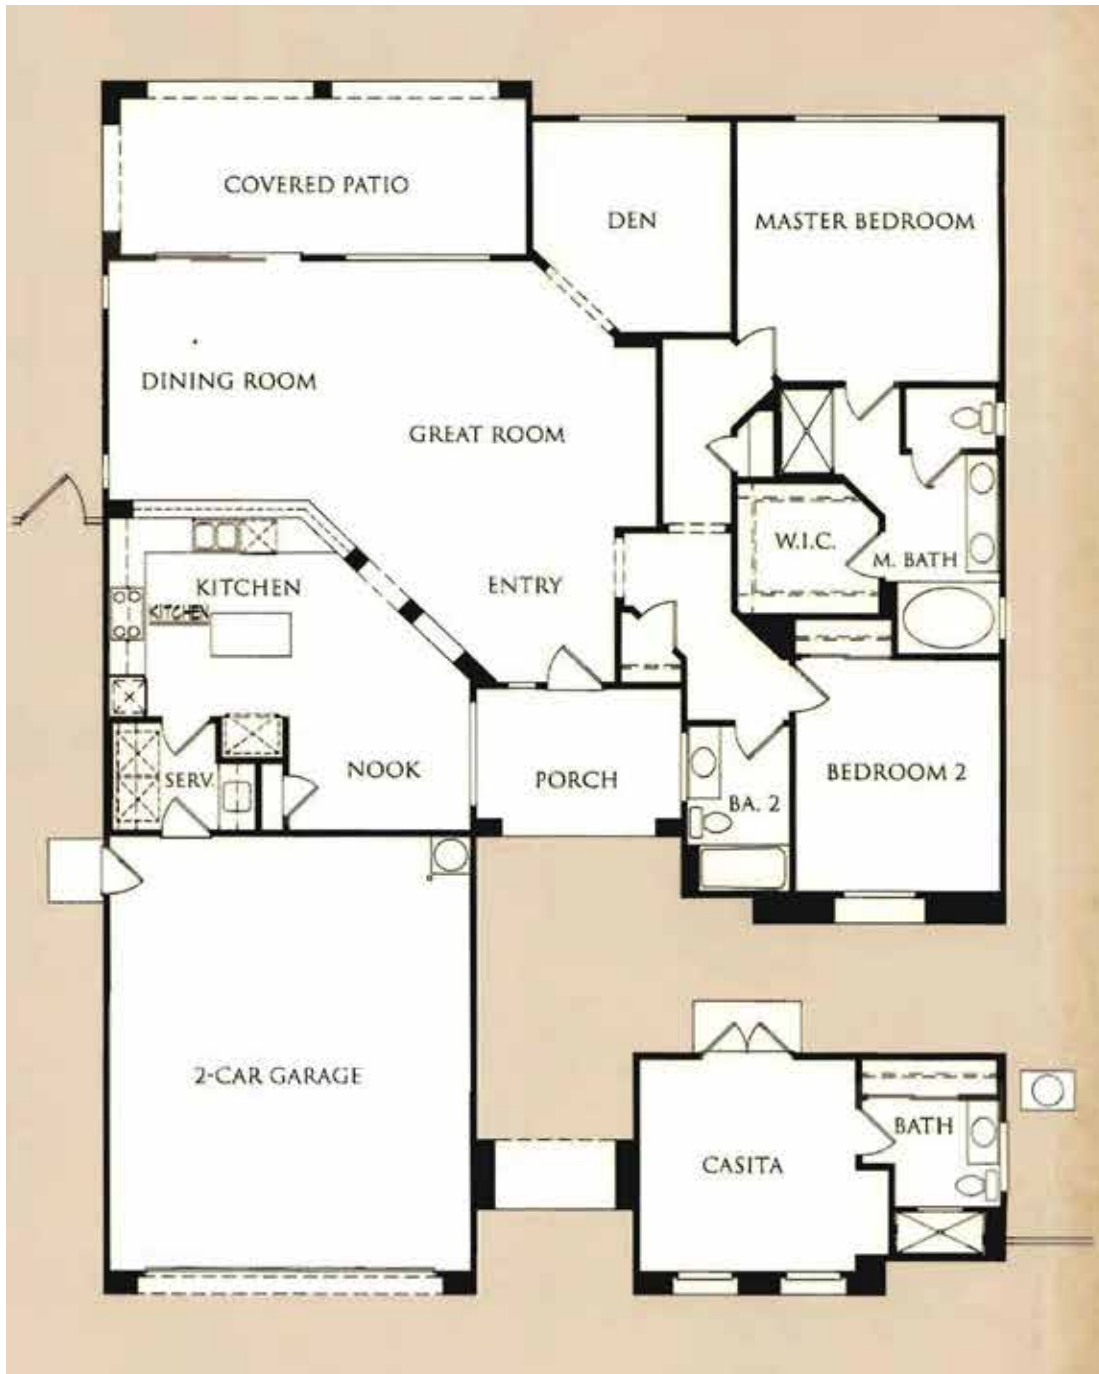 COVERED PATIO
DEN
MASTER BEDROOM
DINING ROOM
GREAT ROOM
W.I.C.
M. BATH
KITCHEN
KITCHEN
ENTRY
SERV.
NOOK
PORCH
BA. 2
BEDROOM 2
2-CAR GARAGE
CASITA
BATH